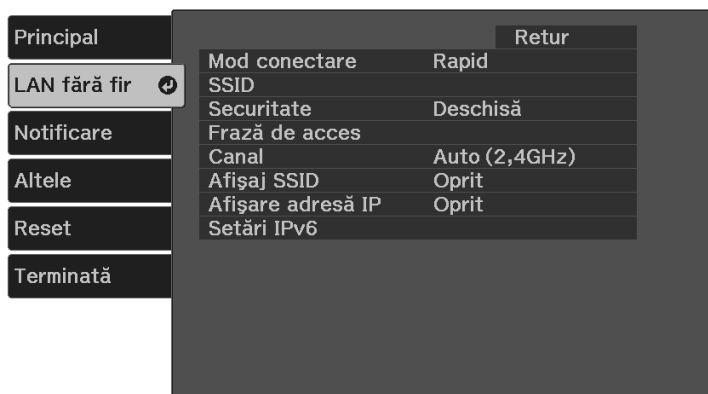 Principal
LAN fără fir
Notificare
Altele
Reset
Terminată
Retur
Mod conectare Rapid
SSID
Securitate Deschisă
Frază de acces
Canal Auto (2,4GHz)
Afişaj SSID Oprit
Afişare adresă IP Oprit
Setări IPv6